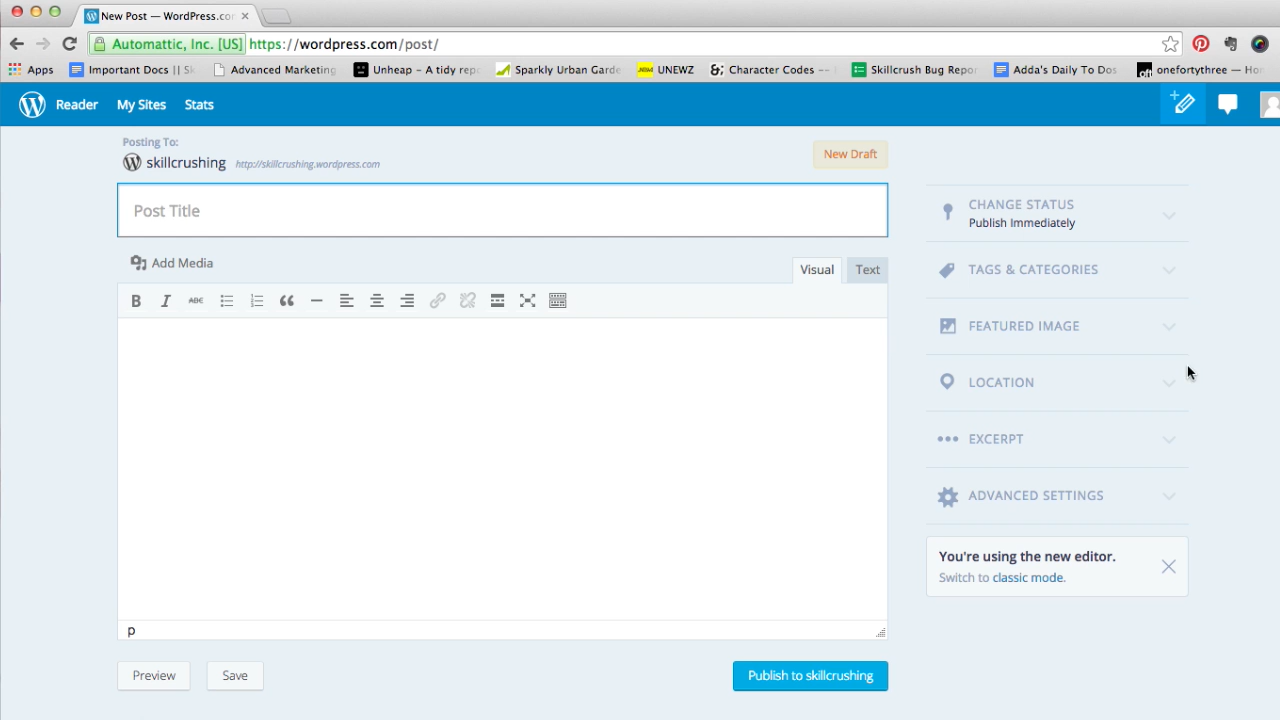 New Post — WordPress.cor
Automattic, Inc. [US] https://wordpress.com/post/
Apps Important Docs || Sk Advanced Marketing Unheap – A tidy repo Sparkly Urban Garde UNEWZ Character Codes -- Skillcrush Bug Repor Adda's Daily To Dos onefortythree — Hom
Reader My Sites Stats
Posting To:
skillcrushing http://skillcrushing.wordpress.com
New Draft
Post Title
CHANGE STATUS
Publish Immediately
Add Media
Visual Text
TAGS & CATEGORIES
B I ABC
FEATURED IMAGE
LOCATION
EXCERPT
ADVANCED SETTINGS
You're using the new editor.
Switch to classic mode.
p
Preview Save Publish to skillcrushing